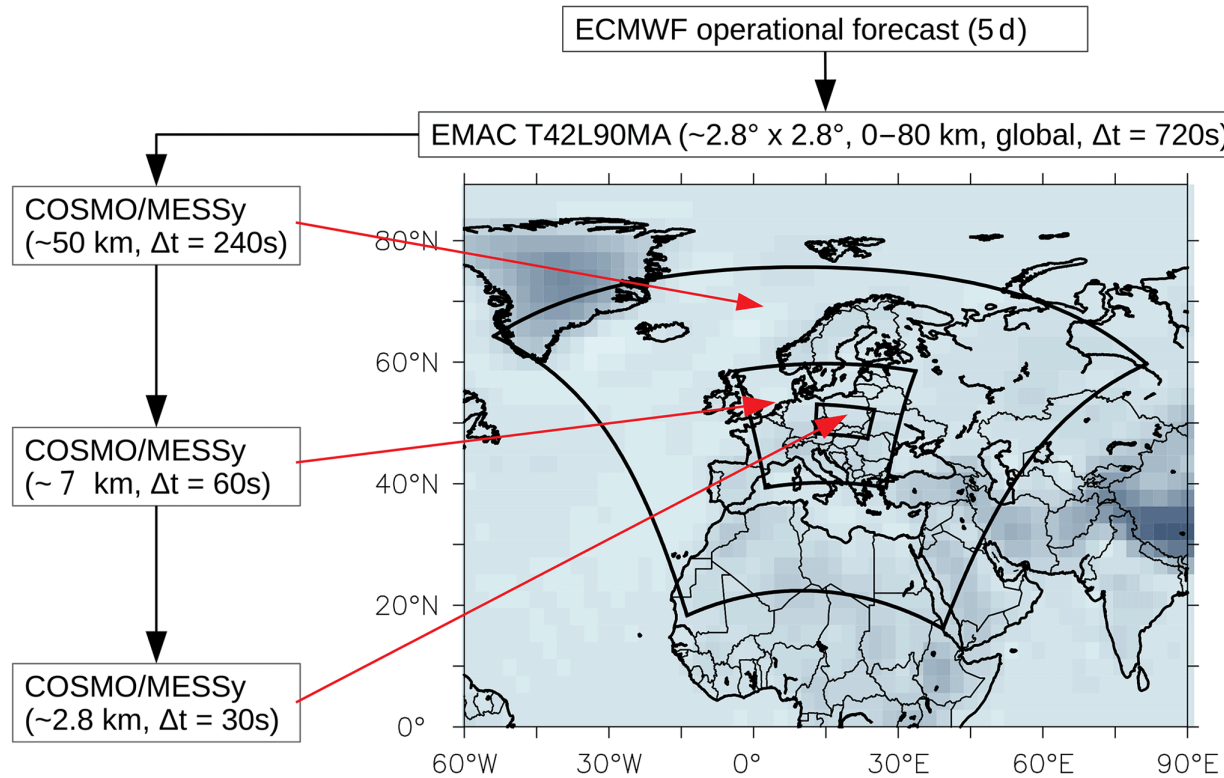 ECMWF operational forecast (5 d)
EMAC T42L90MA (~2.8° x 2.8°, 0−80 km, global, Δt = 720s)
COSMO/MESSy
(~50 km, Δt = 240s)
COSMO/MESSy
(~ 7 km, Δt = 60s)
COSMO/MESSy
(~2.8 km, Δt = 30s)
80°N
60°N
40°N
20°N
0°
60°W
30°W
0°
30°E
60°E
90°E